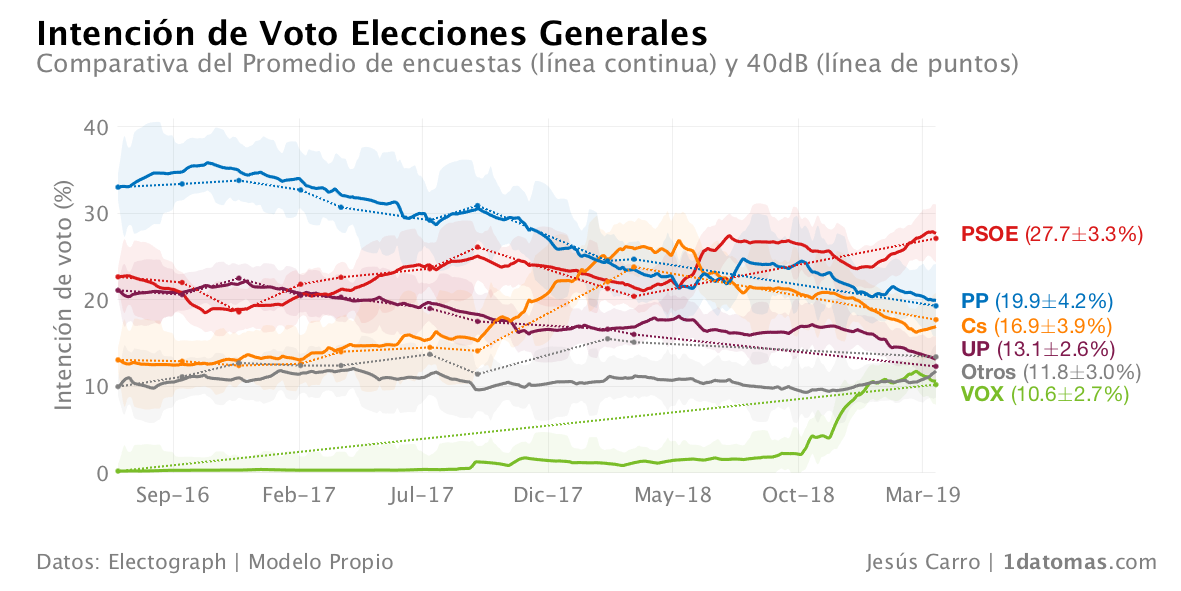 Intención de Voto Elecciones Generales
Comparativa del Promedio de encuestas (línea continua) y 40dB (línea de puntos)
Intención de voto (%)
40
30
20
10
0
Sep−16 Feb−17 Jul−17 Dic−17 May−18 Oct−18 Mar−19
PSOE (27.7±3.3%)
PP (19.9±4.2%)
Cs (16.9±3.9%)
UP (13.1±2.6%)
Otros (11.8±3.0%)
VOX (10.6±2.7%)
Datos: Electograph | Modelo Propio
Jesús Carro | 1datomas.com